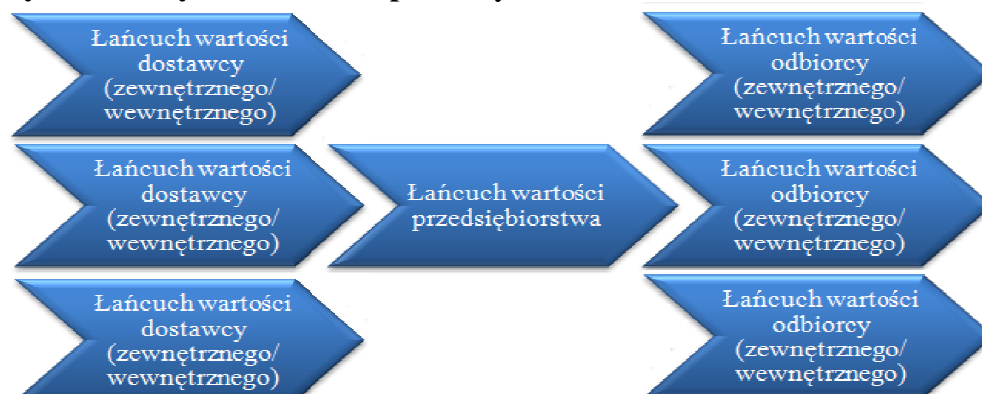 Łańcuch wartości
dostawcy
(zewnętrznego/
wewnętrznego)
Łańcuch wartości
odbiorcy
(zewnętrznego/
wewnętrznego)
Łańcuch wartości
dostawcy
(zewnętrznego/
wewnętrznego)
Łańcuch wartości
przedsiębiorstwa
Łańcuch wartości
odbiorcy
(zewnętrznego/
wewnętrznego)
Łańcuch wartości
dostawcy
(zewnętrznego/
wewnętrznego)
Łańcuch wartości
odbiorcy
(zewnętrznego/
wewnętrznego)